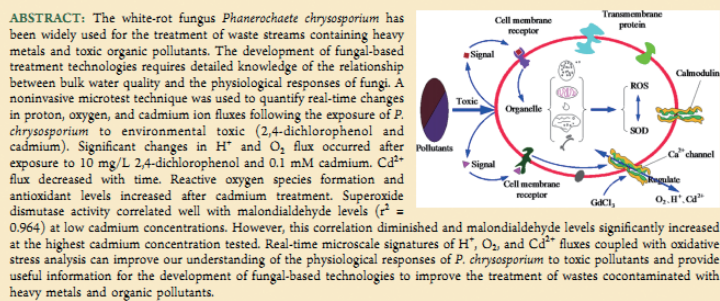 ABSTRACT: The white-rot fungus Phanerochaete chrysosporium has
been widely used for the treatment of waste streams containing heavy
metals and toxic organic pollutants. The development of fungal-based
treatment technologies requires detailed knowledge of the relationship
between bulk water quality and the physiological responses of fungi. A
noninvasive microtest technique was used to quantify real-time changes
in proton, oxygen, and cadmium ion fluxes following the exposure of P.
chrysosporium to environmental toxic (2,4-dichlorophenol and
cadmium). Significant changes in H⁺ and O₂ flux occurred after
exposure to 10 mg/L 2,4-dichlorophenol and 0.1 mM cadmium. Cd²⁺
flux decreased with time. Reactive oxygen species formation and
antioxidant levels increased after cadmium treatment. Superoxide
dismutase activity correlated well with malondialdehyde levels (r² =
0.964) at low cadmium concentrations. However, this correlation diminished and malondialdehyde levels significantly increased
at the highest cadmium concentration tested. Real-time microscale signatures of H⁺, O₂, and Cd²⁺ fluxes coupled with oxidative
stress analysis can improve our understanding of the physiological responses of P. chrysosporium to toxic pollutants and provide
useful information for the development of fungal-based technologies to improve the treatment of wastes cocontaminated with
heavy metals and organic pollutants.
Cell membrane
receptor
Transmembrane
protein
Signal
Calmodulin
ROS
Toxic
Organelle
SOD
Pollutants
Ca²⁺ channel
Signal
Regulate
Cell membrane
receptor
GdCl₃
O₂, H⁺, Cd²⁺